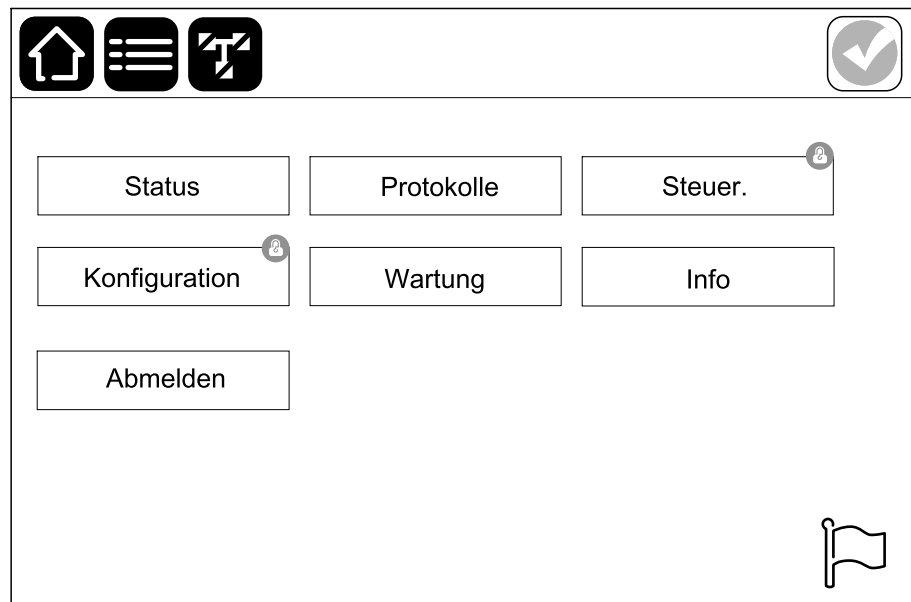 Status
Protokolle
Steuer.
Konfiguration
Wartung
Info
Abmelden